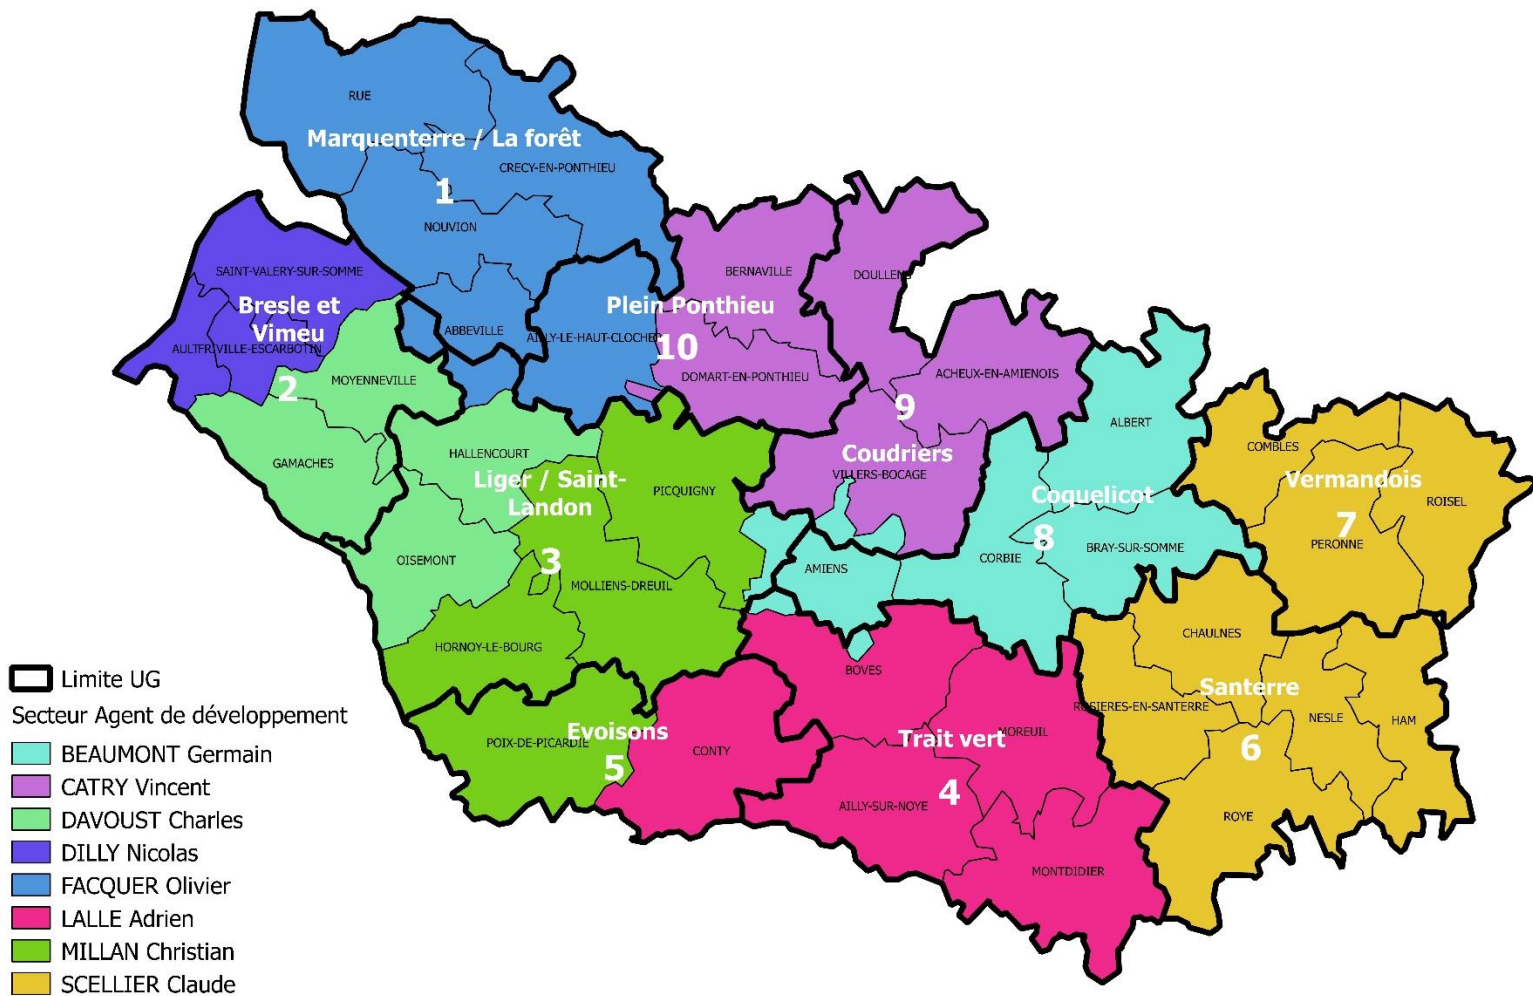 RUE
Marquenterre / La forêt
CRECY-EN-PONTHIEU
1
NOUVION
SAINT-VALERY-SUR-SOMME
BERNAVILLE
DOULLENS
Bresle et
Vimeu
Plein Ponthieu
ABBEVILLE
AILLY-LE-HAUT-CLOCHER
10
AULT
FRIVILLE-ESCARBOTIN
2
MOYENNEVILLE
DOMART-EN-PONTHIEU
ACHEUX-EN-AMIENOIS
9
ALBERT
GAMACHES
HALLENCOURT
Coudriers
VILLERS-BOCAGE
COMBLES
Liger / Saint-
Landon
PICQUIGNY
Coquelicot
Vermandois
ROISEL
7
8
PERONNE
OISEMONT
3
MOLLIENS-DREUIL
AMIENS
CORBIE
BRAY-SUR-SOMME
HORNOY-LE-BOURG
BOVES
CHAULNES
Santerre
ROSIERES-EN-SANTERRE
NESLE
HAM
Evoisons
POIX-DE-PICARDIE
CONTY
5
Trait vert
MOREUIL
6
AILLY-SUR-NOYE
4
ROYE
MONTDIDIER
Limite UG
Secteur Agent de développement
BEAUMONT Germain
CATRY Vincent
DAVOUST Charles
DILLY Nicolas
FACQUER Olivier
LALLE Adrien
MILLAN Christian
SCELLIER Claude